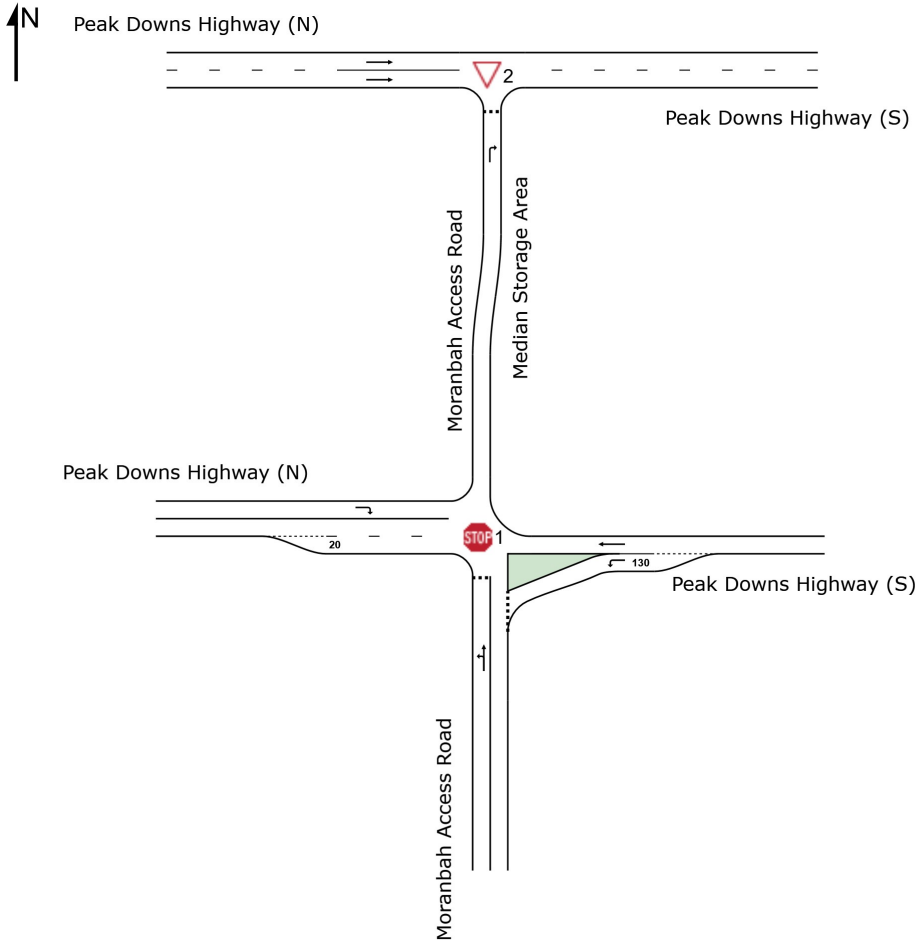 N
Peak Downs Highway (N)
2
Peak Downs Highway (S)
Moranbah Access Road
Median Storage Area
Peak Downs Highway (N)
STOP
1
20
130
Peak Downs Highway (S)
Moranbah Access Road